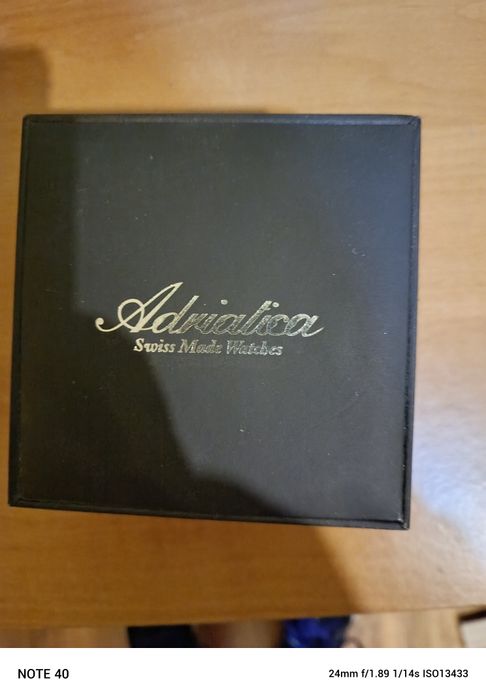 Adriatica
Swiss Made Watches
NOTE 40
24mm f/1.89 1/14s ISO13433